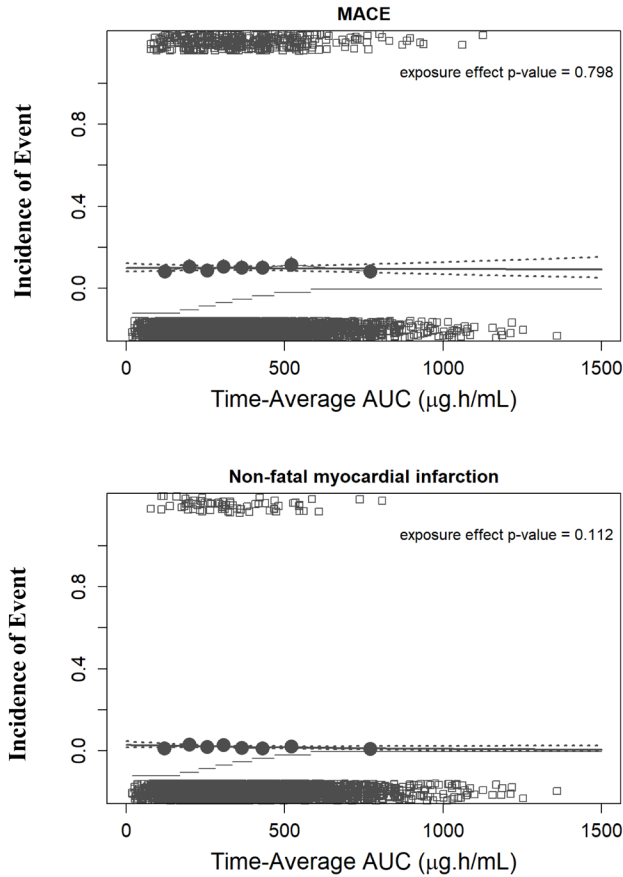 MACE
exposure effect p-value = 0.798
Incidence of Event
0.8
0.4
0.0
0 500 1000 1500
Time-Average AUC (μg.h/mL)
Non-fatal myocardial infarction
exposure effect p-value = 0.112
Incidence of Event
0.8
0.4
0.0
0 500 1000 1500
Time-Average AUC (μg.h/mL)